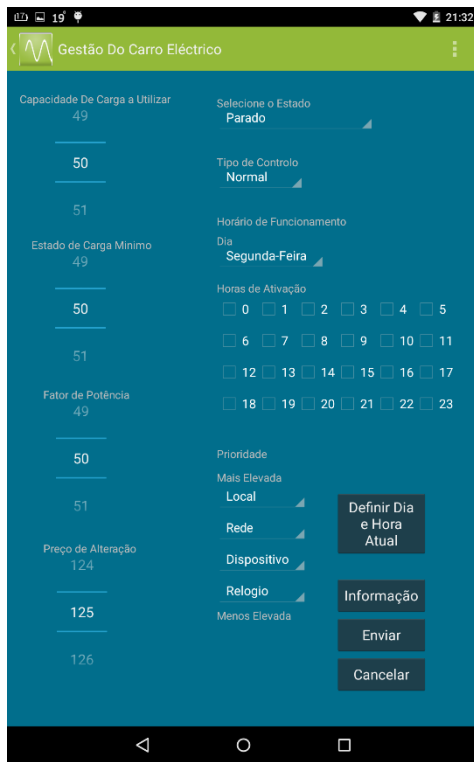 19° 21:32
Gestão Do Carro Eléctrico
Capacidade De Carga a Utilizar
49
50
51
Estado de Carga Minimo
49
50
51
Fator de Potência
49
50
51
Preço de Alteração
124
125
126
Selecione o Estado
Parado
Tipo de Controlo
Normal
Horário de Funcionamento
Dia
Segunda-Feira
Horas de Ativação
0 1 2 3 4 5
6 7 8 9 10 11
12 13 14 15 16 17
18 19 20 21 22 23
Prioridade
Mais Elevada
Local
Rede
Dispositivo
Relogio
Menos Elevada
Definir Dia
e Hora
Atual
Informação
Enviar
Cancelar